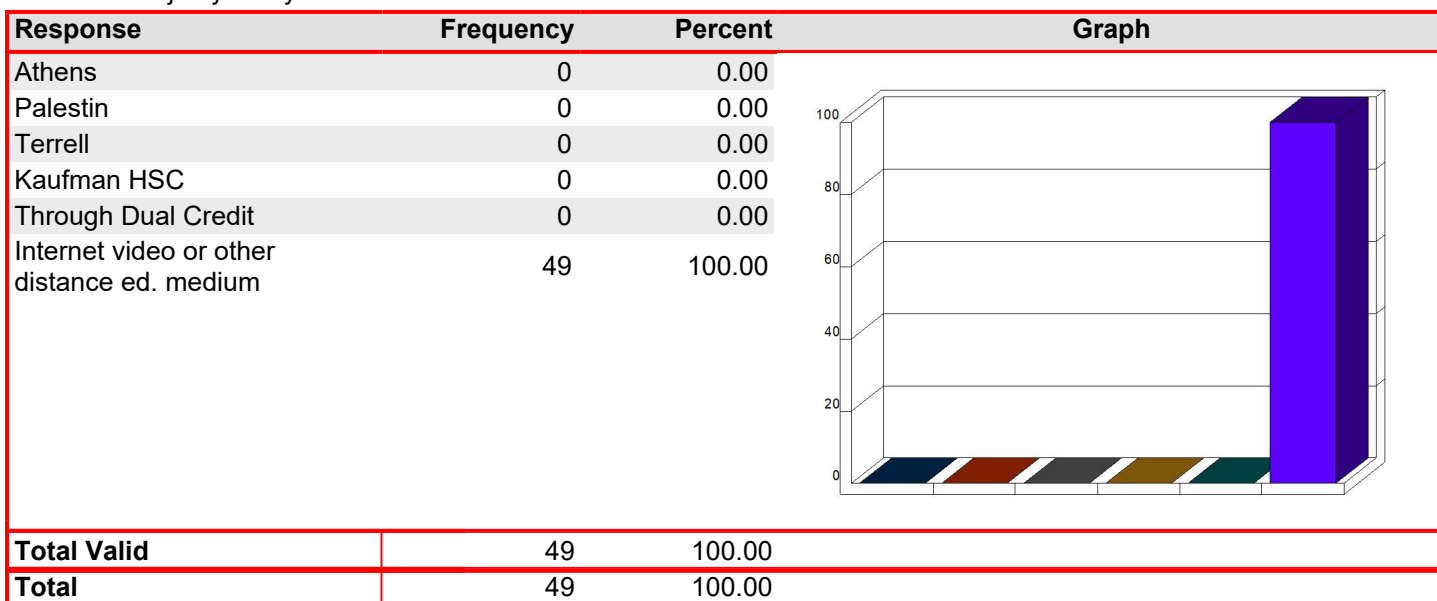 Response Frequency Percent Graph
Athens 0 0.00
Palestin 0 0.00
Terrell 0 0.00
Kaufman HSC 0 0.00
Through Dual Credit 0 0.00
Internet video or other
distance ed. medium 49 100.00
100
80
60
40
20
0
Total Valid 49 100.00
Total 49 100.00